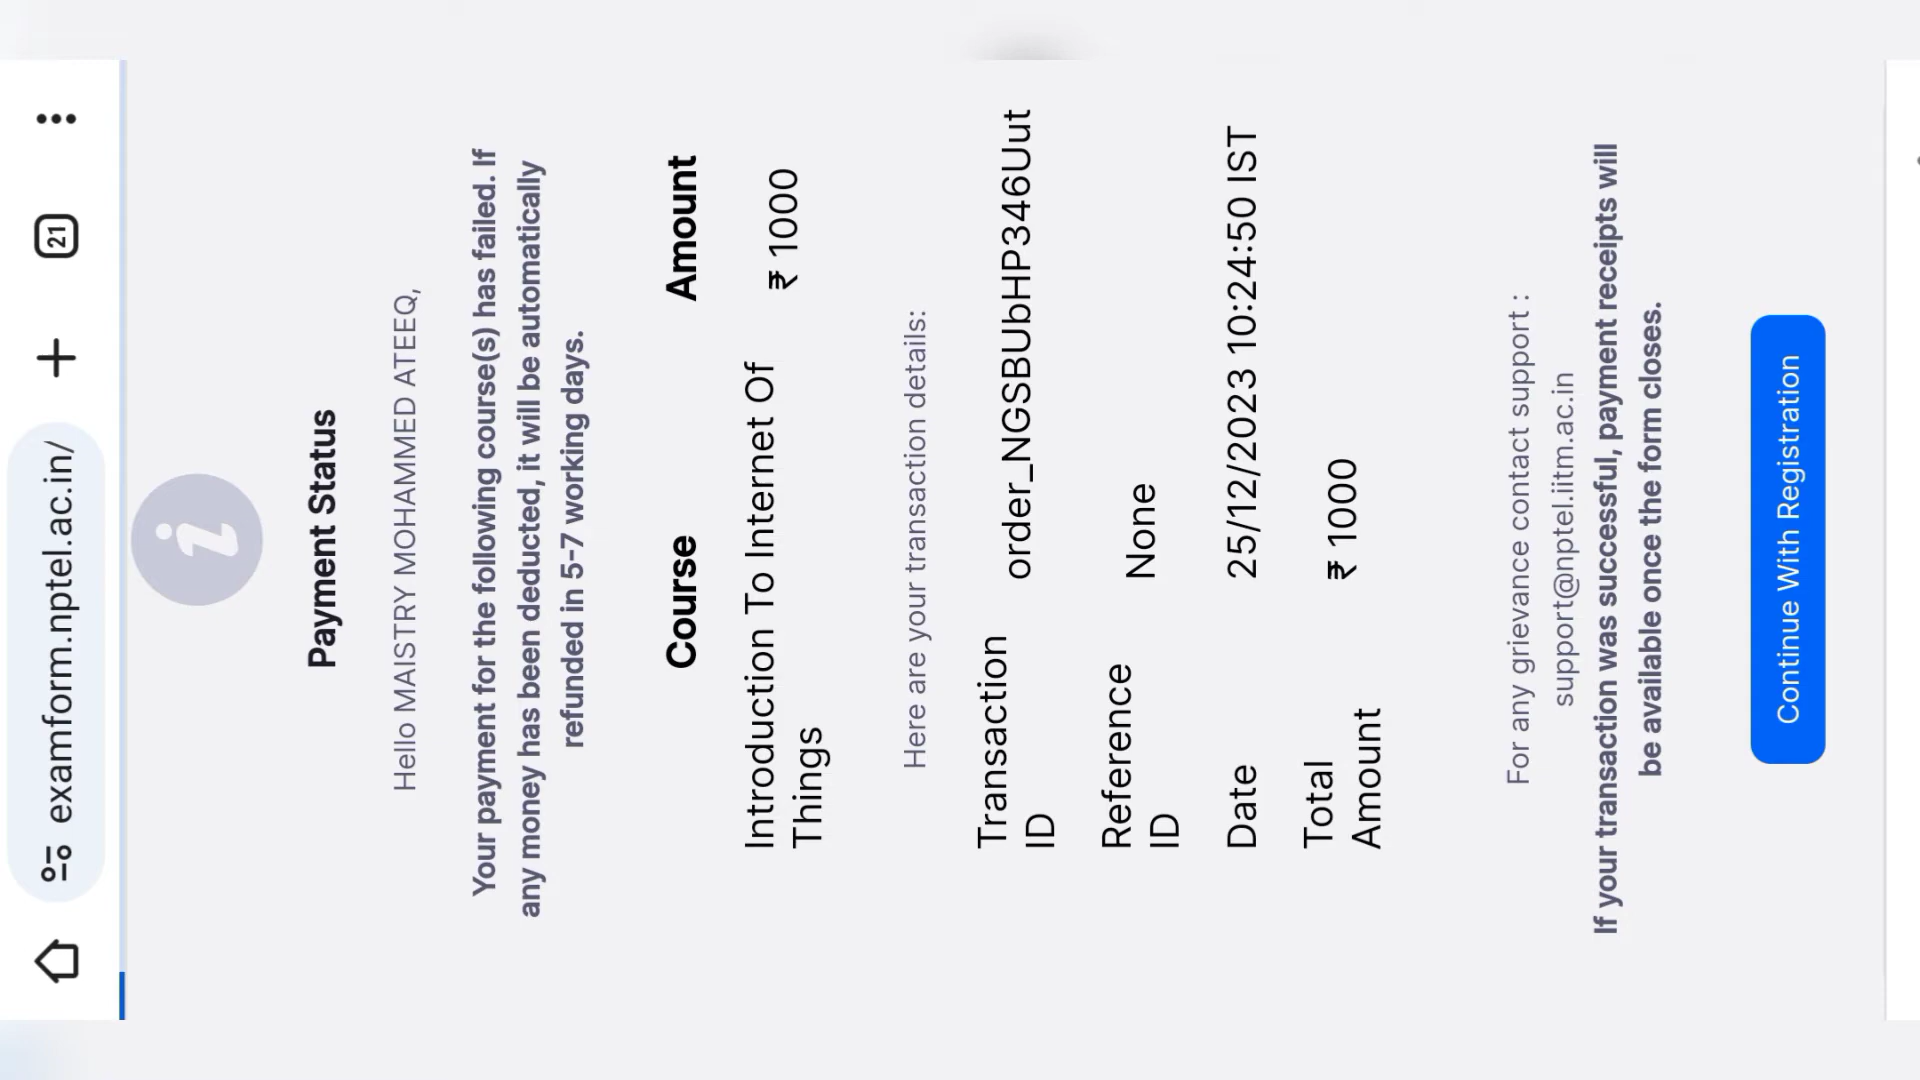 examform.nptel.ac.in/
21
Payment Status
Hello MAISTRY MOHAMMED ATEEQ,
Your payment for the following course(s) has failed. If
any money has been deducted, it will be automatically
refunded in 5-7 working days.
Course Amount
Introduction To Internet Of ₹ 1000
Things
Here are your transaction details:
Transaction order_NGSBUbHP346Uut
ID
Reference None
ID
Date 25/12/2023 10:24:50 IST
Total ₹ 1000
Amount
For any grievance contact support :
support@nptel.iitm.ac.in
If your transaction was successful, payment receipts will
be available once the form closes.
Continue With Registration